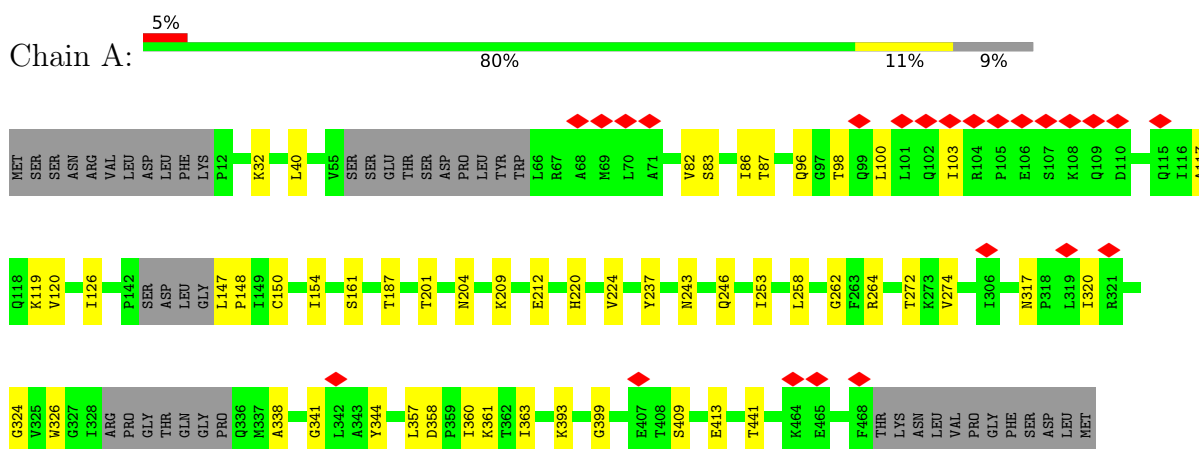 5%
Chain A:
80% 11% 9%
MET SER SER ASN ARG VAL LEU ASP LEU PHE LYS P12 K32 L40 V55 SER SER GLU THR SER ASP PRO LEU TYR TRP L66 R67 A68 M69 L70 A71 V82 S83 I86 T87 Q96 G97 T98 Q99 L100 L101 Q102 I103 R104 P105 E106 S107 K108 Q109 D110 Q115 I116 A117
Q118 K119 V120 I126 P142 SER ASP LEU GLY L147 P148 I149 C150 I154 S161 T187 T201 N204 K209 E212 H220 V224 Y237 N243 Q246 I253 L258 G262 F263 R264 T272 K273 V274 I306 N317 P318 L319 I320 R321
G324 V325 W326 G327 I328 ARG PRO GLY THR GLN GLY PRO Q336 M337 A338 G341 L342 A343 Y344 L357 D358 P359 I360 K361 T362 I363 K393 G399 E407 T408 S409 E413 T441 K464 E465 F468 THR LYS ASN LEU VAL PRO GLY PHE SER ASP LEU MET